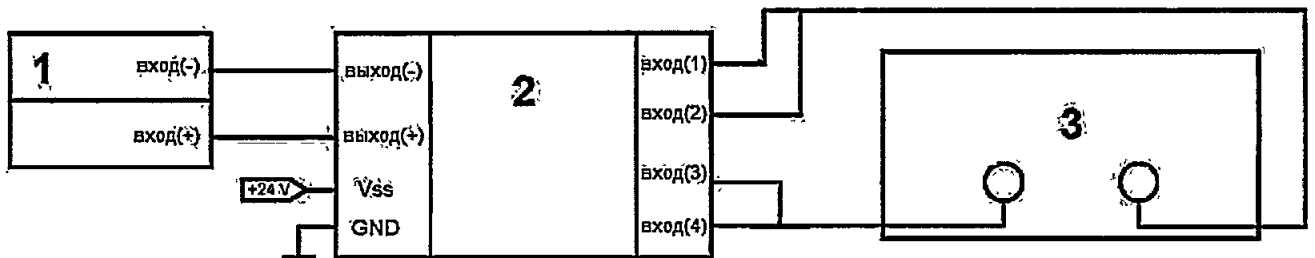 1
вход(-)
вход(+)
выход(-)
выход(+)
+24 V
Vss
GND
2
вход(1)
вход(2)
вход(3)
вход(4)
3